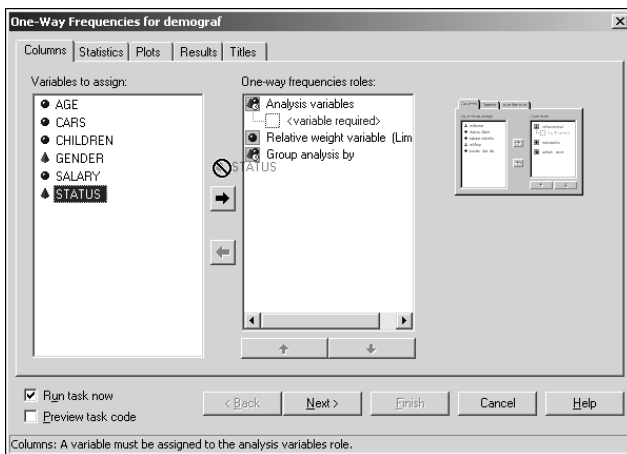 One-Way Frequencies for demograf
Columns Statistics Plots Results Titles
Variables to assign:
AGE
CARS
CHILDREN
GENDER
SALARY
STATUS
One-way frequencies roles:
Analysis variables
<variable required>
Relative weight variable (Lim
Group analysis by
STATUS
Run task now
Preview task code
< Back Next > Finish Cancel Help
Columns: A variable must be assigned to the analysis variables role.